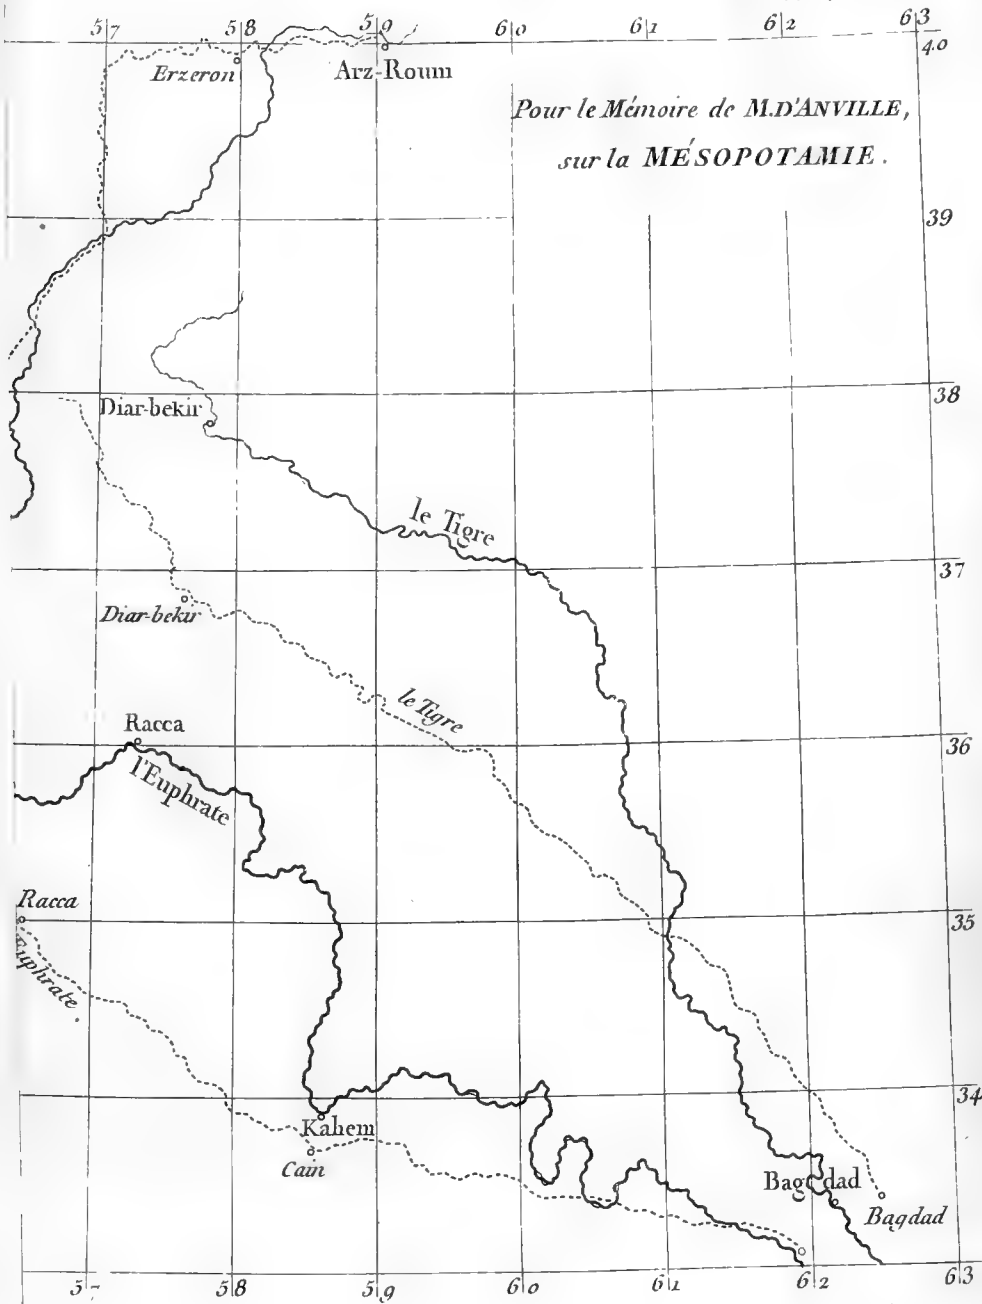 57 58 59 60 61 62 63
40
Erzeron
Arz-Roum
Pour le Mémoire de M. D'ANVILLE,
sur la MÉSOPOTAMIE.
39
38
Diar-bekir
le Tigre
37
Diar-bekir
le Tigre
Racca
36
l'Euphrate
Racca
35
Euphrate.
34
Kahem
Cain
Bagdad
Bagdad
57 58 59 60 61 62 63